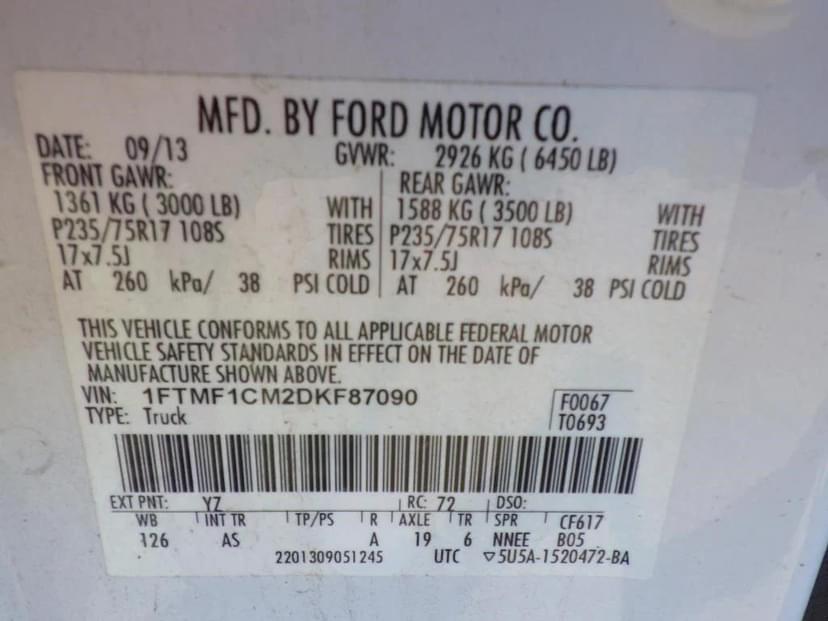 MFD. BY FORD MOTOR CO.
DATE: 09/13 GVWR: 2926 KG ( 6450 LB)
FRONT GAWR: REAR GAWR:
1361 KG ( 3000 LB) WITH 1588 KG ( 3500 LB) WITH
P235/75R17 108S TIRES P235/75R17 108S TIRES
17x7.5J RIMS 17x7.5J RIMS
AT 260 kPa/ 38 PSI COLD AT 260 kPa/ 38 PSI COLD
THIS VEHICLE CONFORMS TO ALL APPLICABLE FEDERAL MOTOR
VEHICLE SAFETY STANDARDS IN EFFECT ON THE DATE OF
MANUFACTURE SHOWN ABOVE.
VIN: 1FTMF1CM2DKF87090 F0067
TYPE: Truck T0693
EXT PNT: YZ RC: 72 DSO:
WB INT TR TP/PS R AXLE TR SPR CF617
126 AS A 19 6 NNEE B05
2201309051245 UTC ▽5U5A-1520472-BA